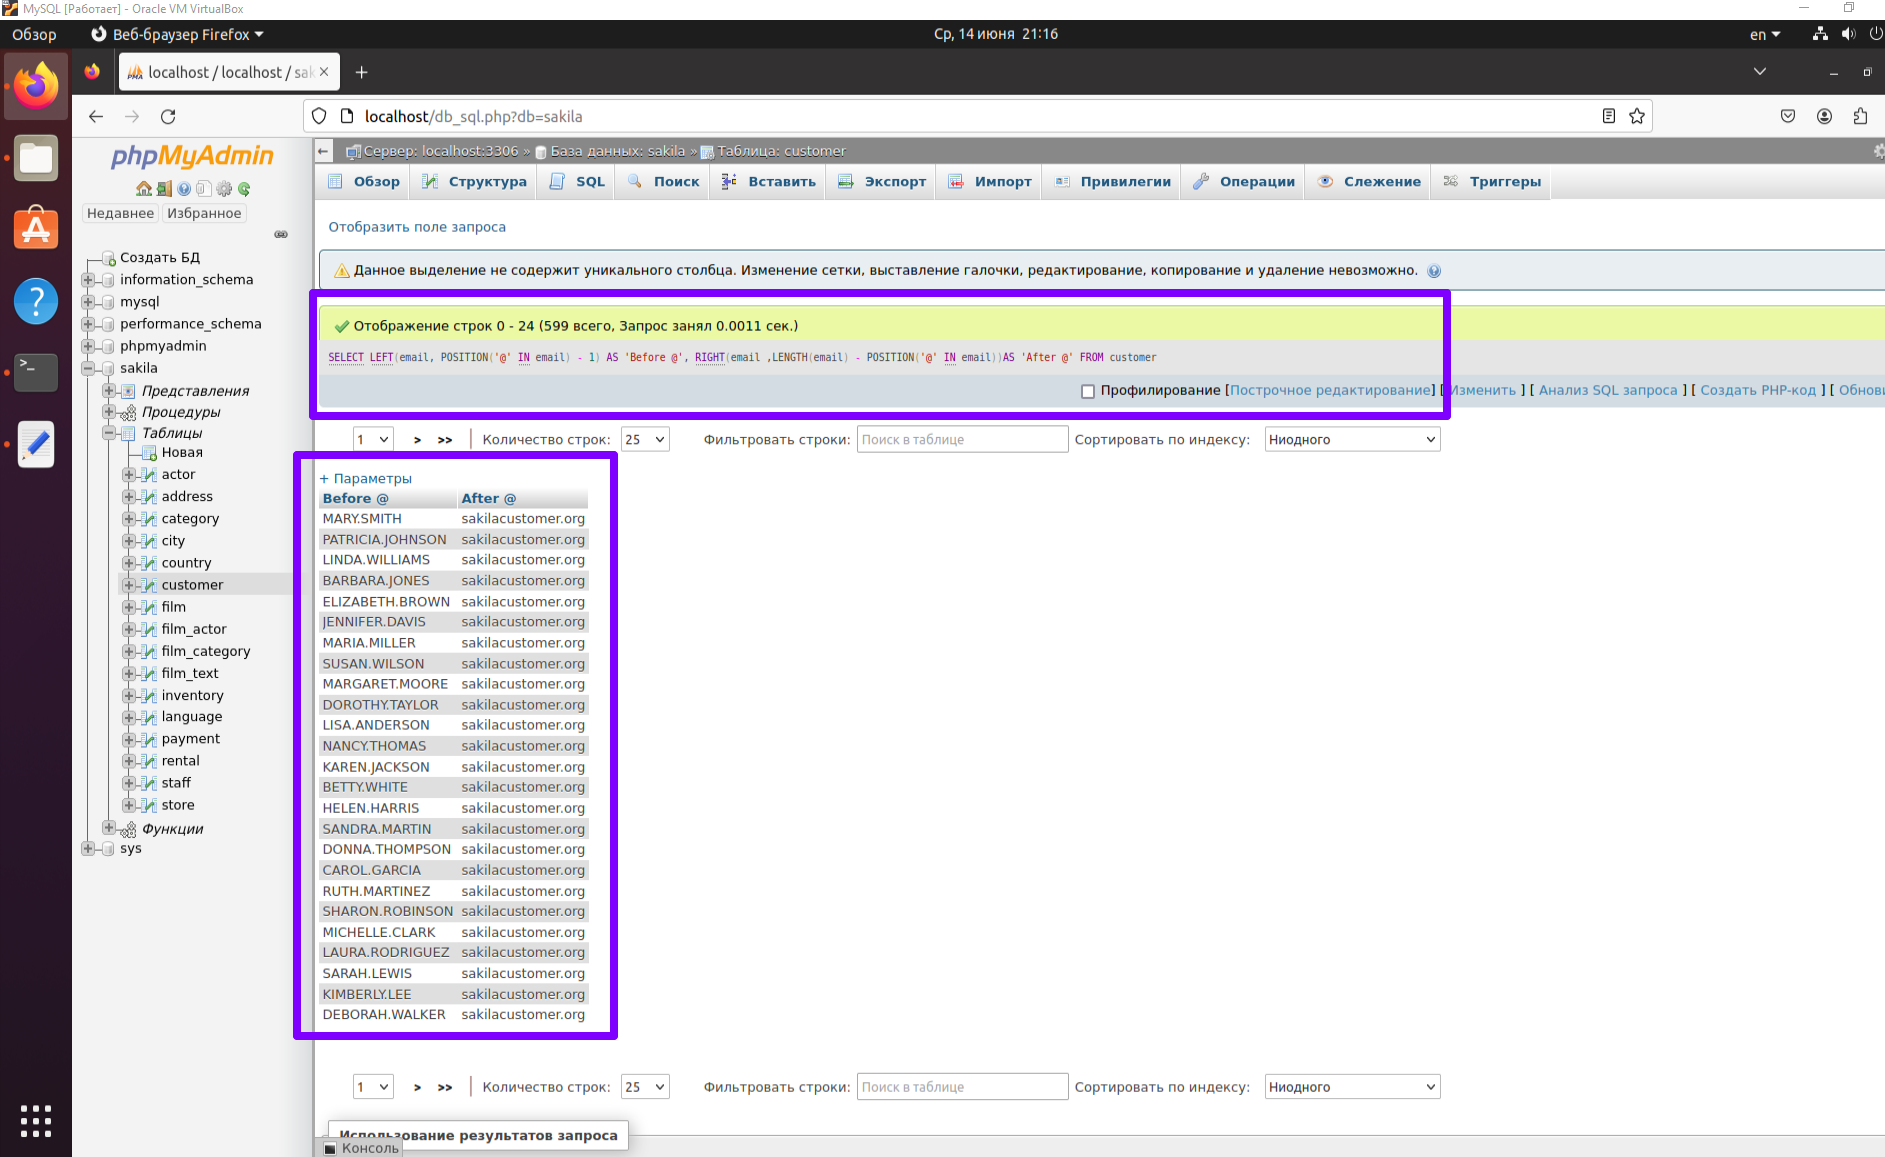 MySQL [Работает] - Oracle VM VirtualBox
Обзор Веб-браузер Firefox Ср, 14 июня 21:16 en
localhost / localhost / sak
localhost/db_sql.php?db=sakila
phpMyAdmin
Недавнее Избранное
Создать БД
information_schema
mysql
performance_schema
phpmyadmin
sakila
Представления
Процедуры
Таблицы
Новая
actor
address
category
city
country
customer
film
film_actor
film_category
film_text
inventory
language
payment
rental
staff
store
Функции
sys
Сервер: localhost:3306 » База данных: sakila » Таблица: customer
Обзор Структура SQL Поиск Вставить Экспорт Импорт Привилегии Операции Слежение Триггеры
Отобразить поле запроса
Данное выделение не содержит уникального столбца. Изменение сетки, выставление галочки, редактирование, копирование и удаление невозможно.
Отображение строк 0 - 24 (599 всего, Запрос занял 0.0011 сек.)
SELECT LEFT(email, POSITION('@' IN email) - 1) AS 'Before @', RIGHT(email ,LENGTH(email) - POSITION('@' IN email))AS 'After @' FROM customer
Профилирование [Построчное редактирование] [ Изменить ] [ Анализ SQL запроса ] [ Создать PHP-код ] [ Обнови
1 > >> Количество строк: 25 Фильтровать строки: Поиск в таблице Сортировать по индексу: Ниодного
+ Параметры
Before @ After @
MARY.SMITH sakilacustomer.org
PATRICIA.JOHNSON sakilacustomer.org
LINDA.WILLIAMS sakilacustomer.org
BARBARA.JONES sakilacustomer.org
ELIZABETH.BROWN sakilacustomer.org
JENNIFER.DAVIS sakilacustomer.org
MARIA.MILLER sakilacustomer.org
SUSAN.WILSON sakilacustomer.org
MARGARET.MOORE sakilacustomer.org
DOROTHY.TAYLOR sakilacustomer.org
LISA.ANDERSON sakilacustomer.org
NANCY.THOMAS sakilacustomer.org
KAREN.JACKSON sakilacustomer.org
BETTY.WHITE sakilacustomer.org
HELEN.HARRIS sakilacustomer.org
SANDRA.MARTIN sakilacustomer.org
DONNA.THOMPSON sakilacustomer.org
CAROL.GARCIA sakilacustomer.org
RUTH.MARTINEZ sakilacustomer.org
SHARON.ROBINSON sakilacustomer.org
MICHELLE.CLARK sakilacustomer.org
LAURA.RODRIGUEZ sakilacustomer.org
SARAH.LEWIS sakilacustomer.org
KIMBERLY.LEE sakilacustomer.org
DEBORAH.WALKER sakilacustomer.org
1 > >> Количество строк: 25 Фильтровать строки: Поиск в таблице Сортировать по индексу: Ниодного
Использование результатов запроса
Консоль